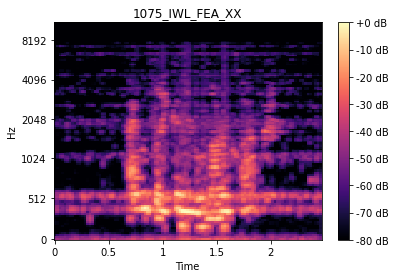 1075_IWL_FEA_XX
8192
4096
2048
1024
512
0
Hz
0
0.5
1
1.5
2
Time
+0 dB
-10 dB
-20 dB
-30 dB
-40 dB
-50 dB
-60 dB
-70 dB
-80 dB